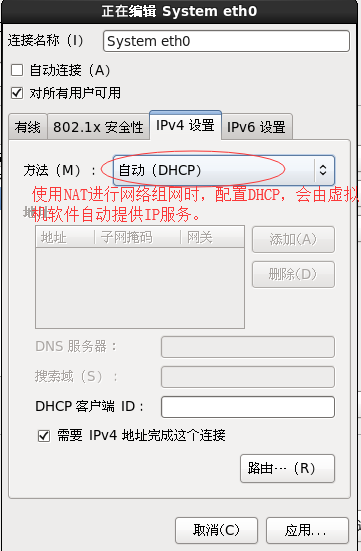 正在编辑 System eth0
连接名称（I） System eth0
自动连接（A）
对所有用户可用
有线 802.1x 安全性 IPv4 设置 IPv6 设置
方法（M）： 自动（DHCP）
使用NAT进行网络组网时，配置DHCP，会由虚拟
机软件自动提供IP服务。
地址 子网掩码 网关
添加(A)
删除(D)
DNS 服务器：
搜索域（S）：
DHCP 客户端 ID：
需要 IPv4 地址完成这个连接
路由…（R）
取消(C) 应用...